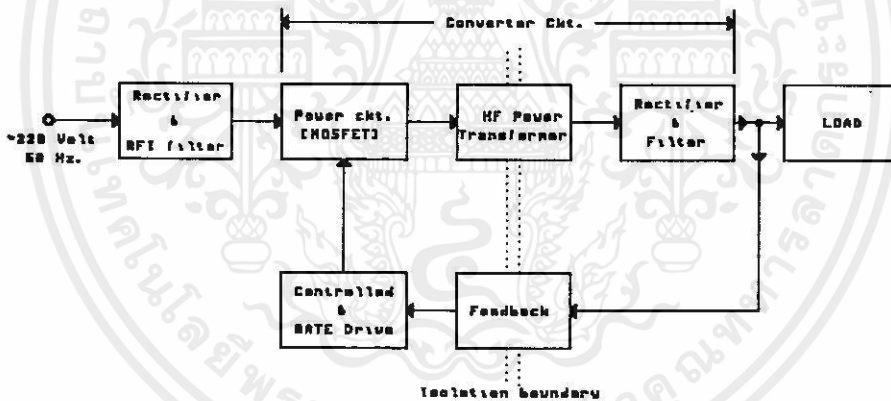 Converter Ckt.
Rectifier
&
RFI filter
Power ckt.
[MOSFET]
HF Power
Transformer
Rectifier
&
Filter
LOAD
~220 Volt
50 Hz.
Controlled
&
GATE Drive
Feedback
Isolation boundary